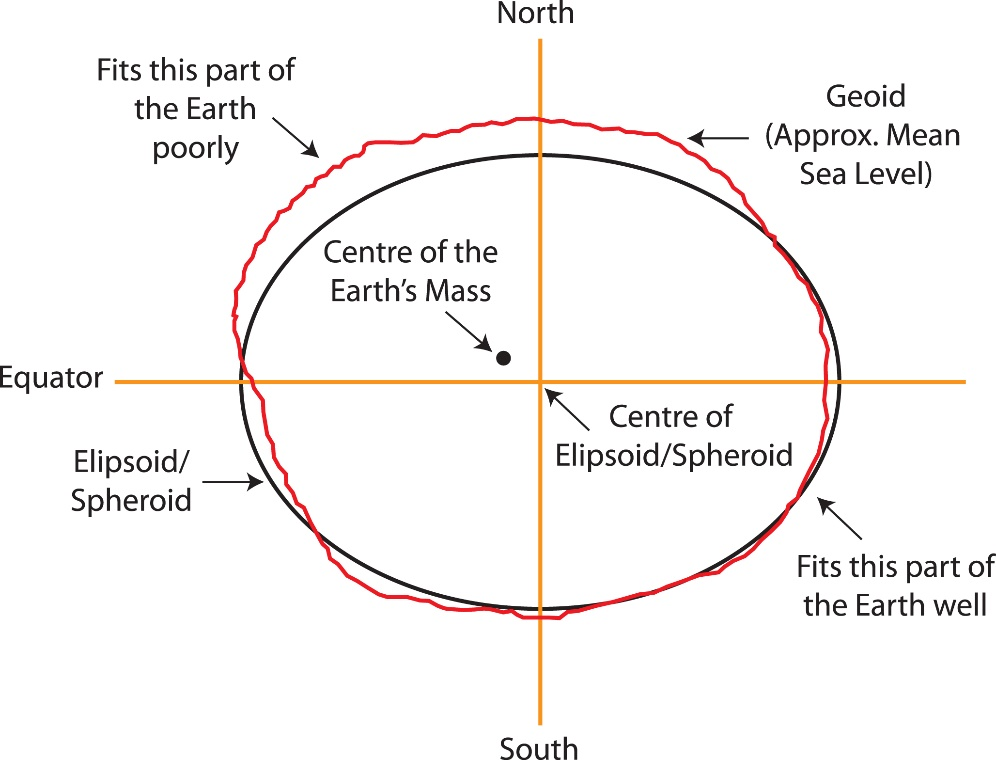 North
Fits this part of
the Earth
poorly
Geoid
(Approx. Mean
Sea Level)
Centre of the
Earth's Mass
Equator
Centre of
Elipsoid/Spheroid
Elipsoid/
Spheroid
Fits this part of
the Earth well
South